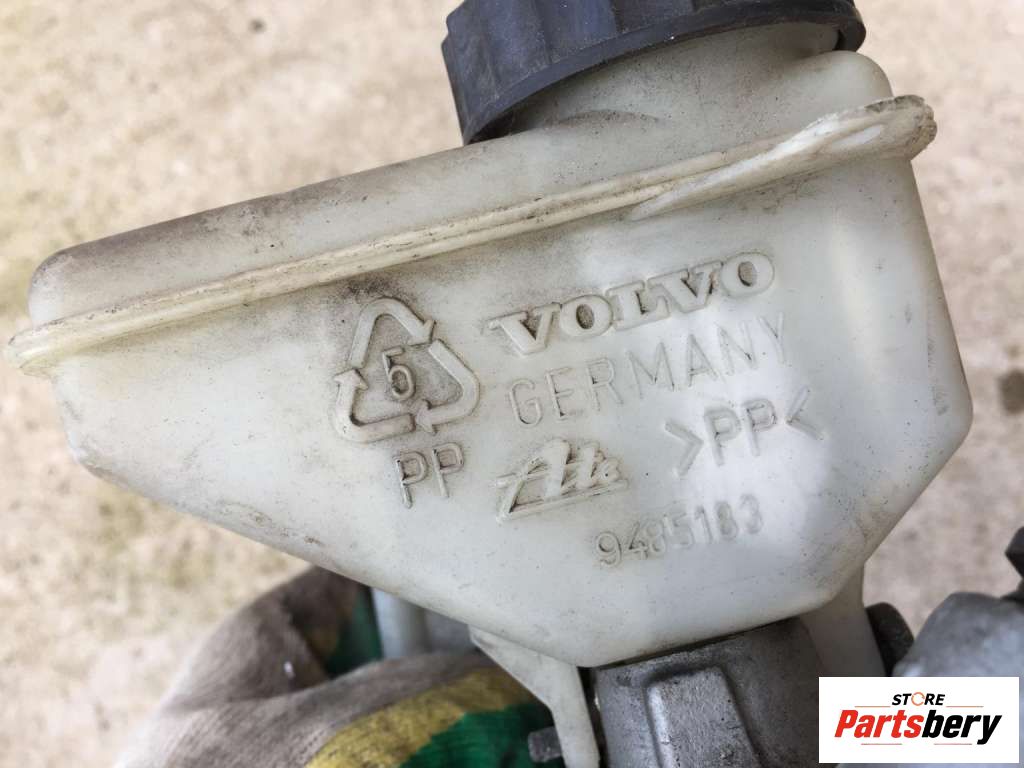 VOLVO
GERMANY
5
PP
>PP<
Ate
9485183
STORE
Partsbery